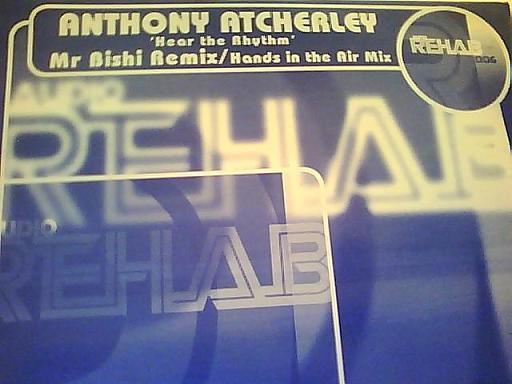 ANTHONY ATCHERLEY
'Hear the Rhythm'
Mr Bishi Remix/Hands in the Air Mix
REHAB
006
AUDIO
REHAB
AUDIO
REHAB